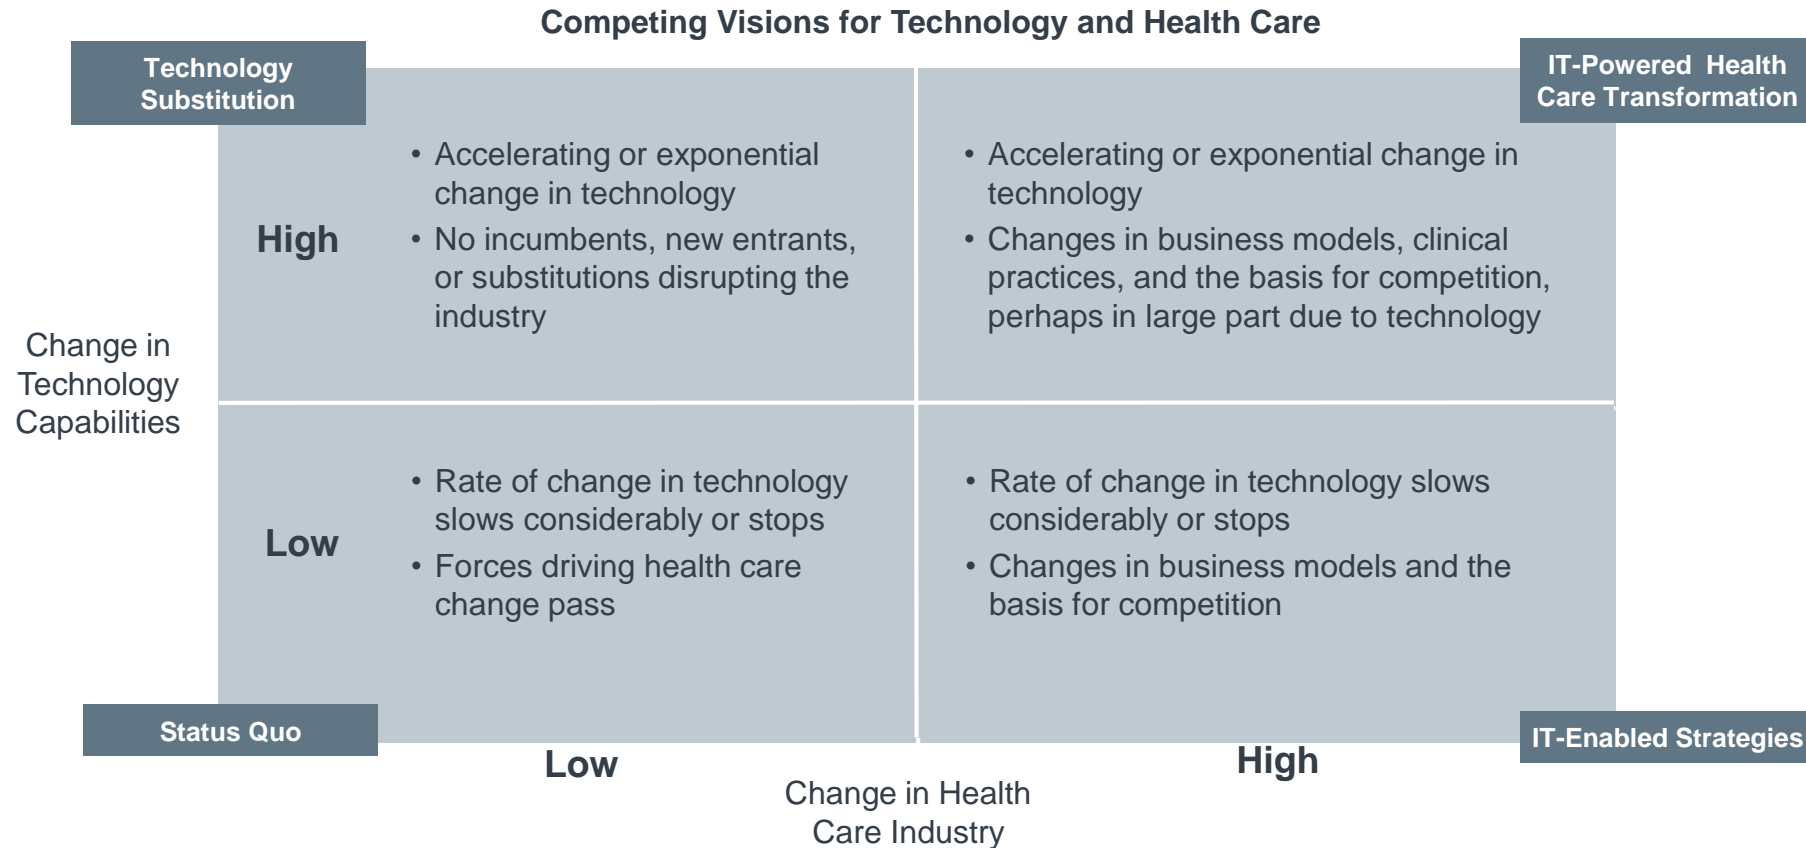 Competing Visions for Technology and Health Care
Technology
Substitution
IT-Powered Health
Care Transformation
High
• Accelerating or exponential
change in technology
• No incumbents, new entrants,
or substitutions disrupting the
industry
• Accelerating or exponential change in
technology
• Changes in business models, clinical
practices, and the basis for competition,
perhaps in large part due to technology
Change in
Technology
Capabilities
Low
• Rate of change in technology
slows considerably or stops
• Forces driving health care
change pass
• Rate of change in technology slows
considerably or stops
• Changes in business models and the
basis for competition
Status Quo
IT-Enabled Strategies
Low
High
Change in Health
Care Industry